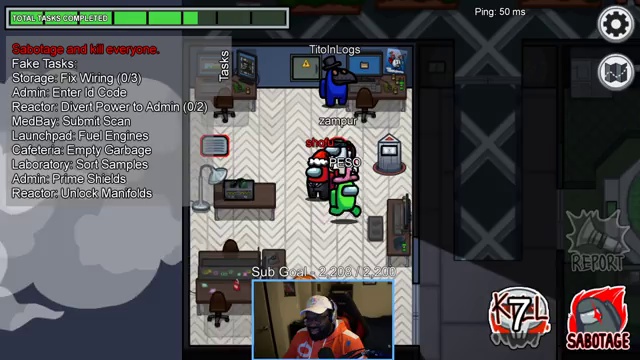 TOTAL TASKS COMPLETED
Ping: 50 ms
Sabotage and kill everyone.
Fake Tasks:
Storage: Fix Wiring (0/3)
Admin: Enter Id Code
Reactor: Divert Power to Admin (0/2)
MedBay: Submit Scan
Launchpad: Fuel Engines
Cafeteria: Empty Garbage
Laboratory: Sort Samples
Admin: Prime Shields
Reactor: Unlock Manifolds
Tasks
TitoInLogs
zampur
shofu
PESO
REPORT
Sub Goal : 2,208 / 2,200
7
SABOTAGE